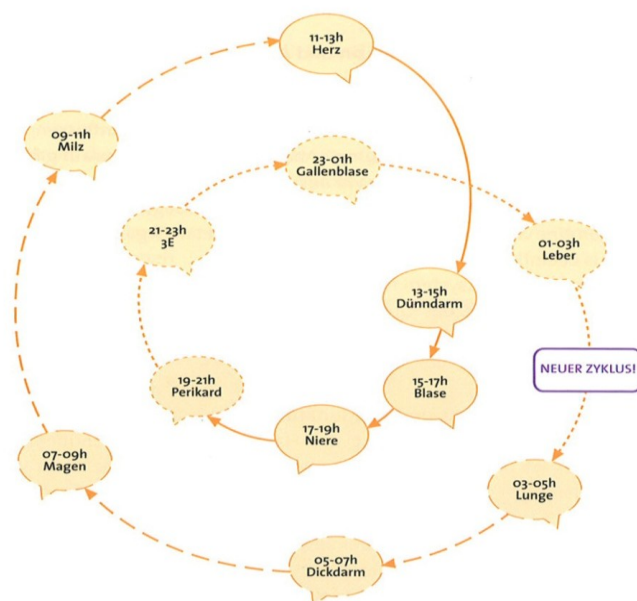 11-13h
Herz
09-11h
Milz
23-01h
Gallenblase
21-23h
3E
01-03h
Leber
13-15h
Dünndarm
NEUER ZYKLUS!
15-17h
Blase
19-21h
Perikard
17-19h
Niere
07-09h
Magen
03-05h
Lunge
05-07h
Dickdarm